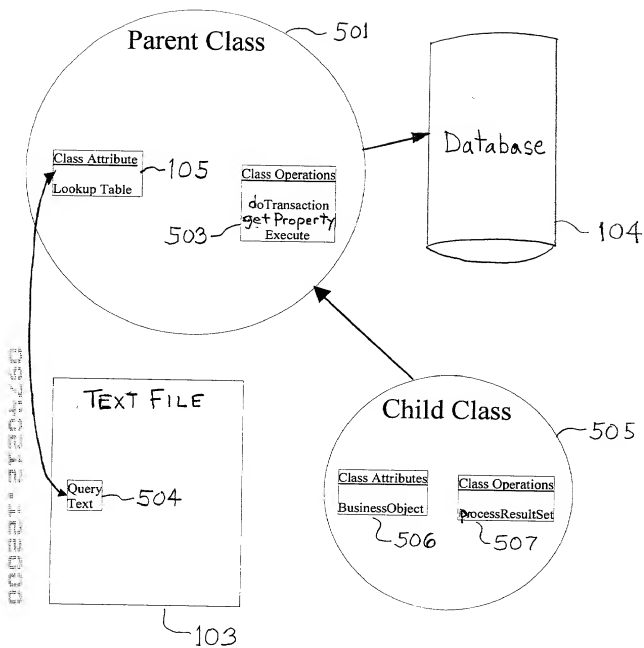 Parent Class
501
Class Attribute
Lookup Table
105
Class Operations
doTransaction
getProperty
Execute
503
Database
104
TEXT FILE
Query
Text
504
103
Child Class
505
Class Attributes
BusinessObject
506
Class Operations
processResultSet
507